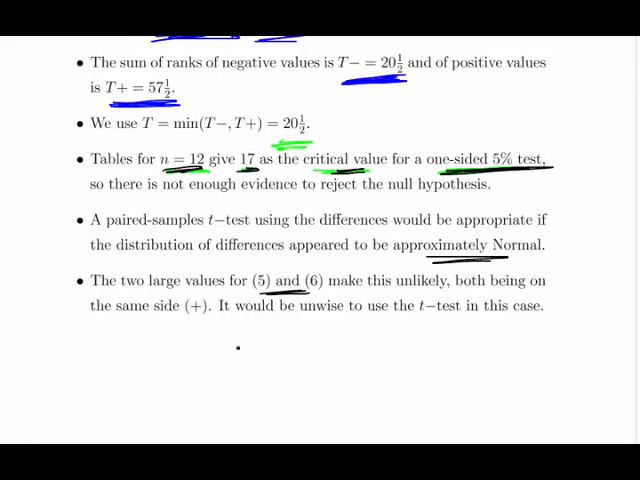 • The sum of ranks of negative values is T− = 20½ and of positive values
is T+ = 57½.
• We use T = min(T−, T+) = 20½.
• Tables for n = 12 give 17 as the critical value for a one-sided 5% test,
so there is not enough evidence to reject the null hypothesis.
• A paired-samples t−test using the differences would be appropriate if
the distribution of differences appeared to be approximately Normal.
• The two large values for (5) and (6) make this unlikely, both being on
the same side (+). It would be unwise to use the t−test in this case.